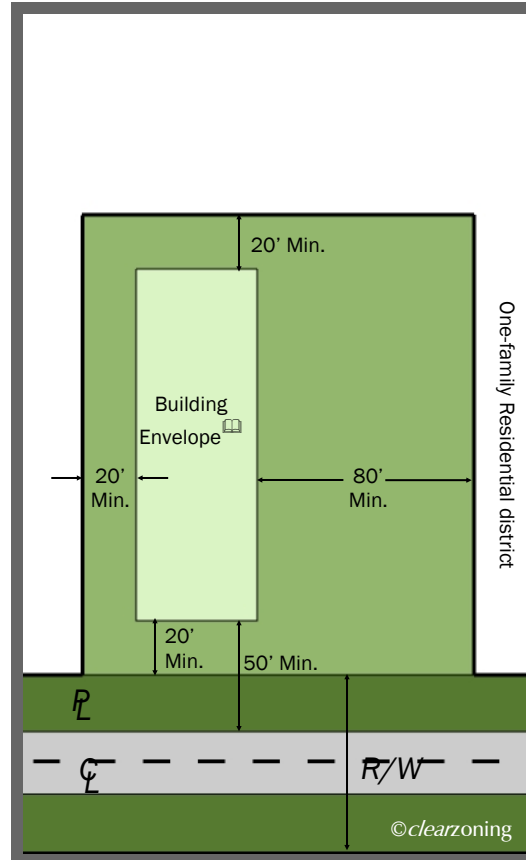 20’ Min.
One-family Residential district
Building
Envelope
20’
Min.
80’
Min.
20’
Min.
50’ Min.
PL
CL
R/W
©clearzoning